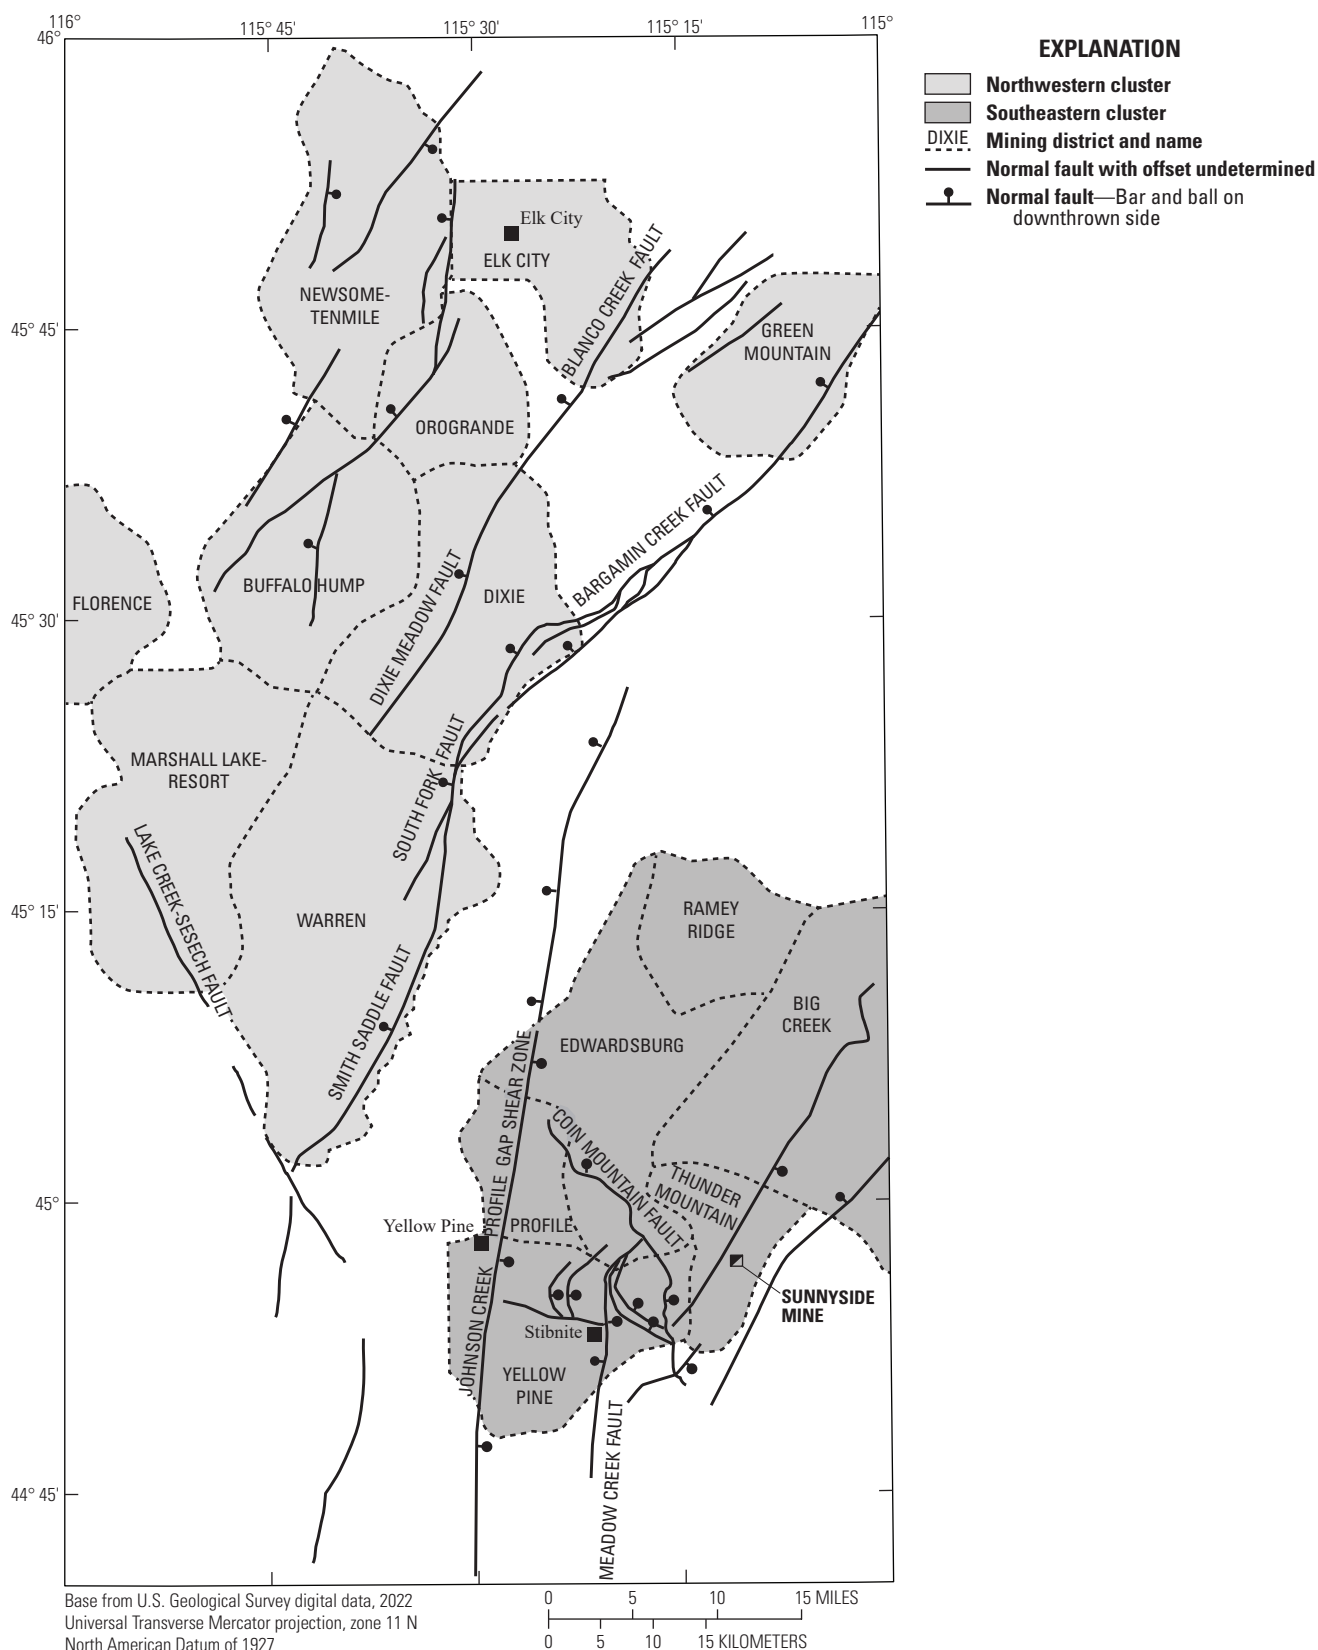 116°
115° 45'
115° 30'
115° 15'
115°
46°
EXPLANATION
Northwestern cluster
Southeastern cluster
DIXIE Mining district and name
Normal fault with offset undetermined
Normal fault—Bar and ball on
downthrown side
Elk City
ELK CITY
BLANCO CREEK FAULT
NEWSOME-
TENMILE
45° 45'
GREEN
MOUNTAIN
OROGRANDE
BARGAMIN CREEK FAULT
BUFFALO HUMP
DIXIE
FLORENCE
45° 30'
DIXIE MEADOW FAULT
MARSHALL LAKE-
RESORT
SOUTH FORK FAULT
LAKE CREEK-SESECH FAULT
45° 15'
WARREN
RAMEY
RIDGE
SMITH SADDLE FAULT
BIG
CREEK
EDWARDSBURG
PROFILE GAP SHEAR ZONE
COIN MOUNTAIN FAULT
THUNDER
MOUNTAIN
45°
Yellow Pine
PROFILE
JOHNSON CREEK
SUNNYSIDE
MINE
Stibnite
YELLOW
PINE
MEADOW CREEK FAULT
44° 45'
Base from U.S. Geological Survey digital data, 2022
Universal Transverse Mercator projection, zone 11 N
North American Datum of 1927
0 5 10 15 MILES
0 5 10 15 KILOMETERS